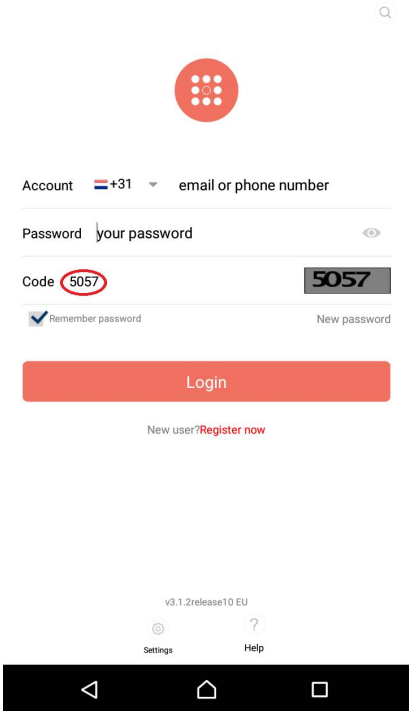 Account +31 email or phone number
Password your password
Code 5057 5057
Remember password New password
Login
New user?Register now
v3.1.2release10 EU
Settings Help